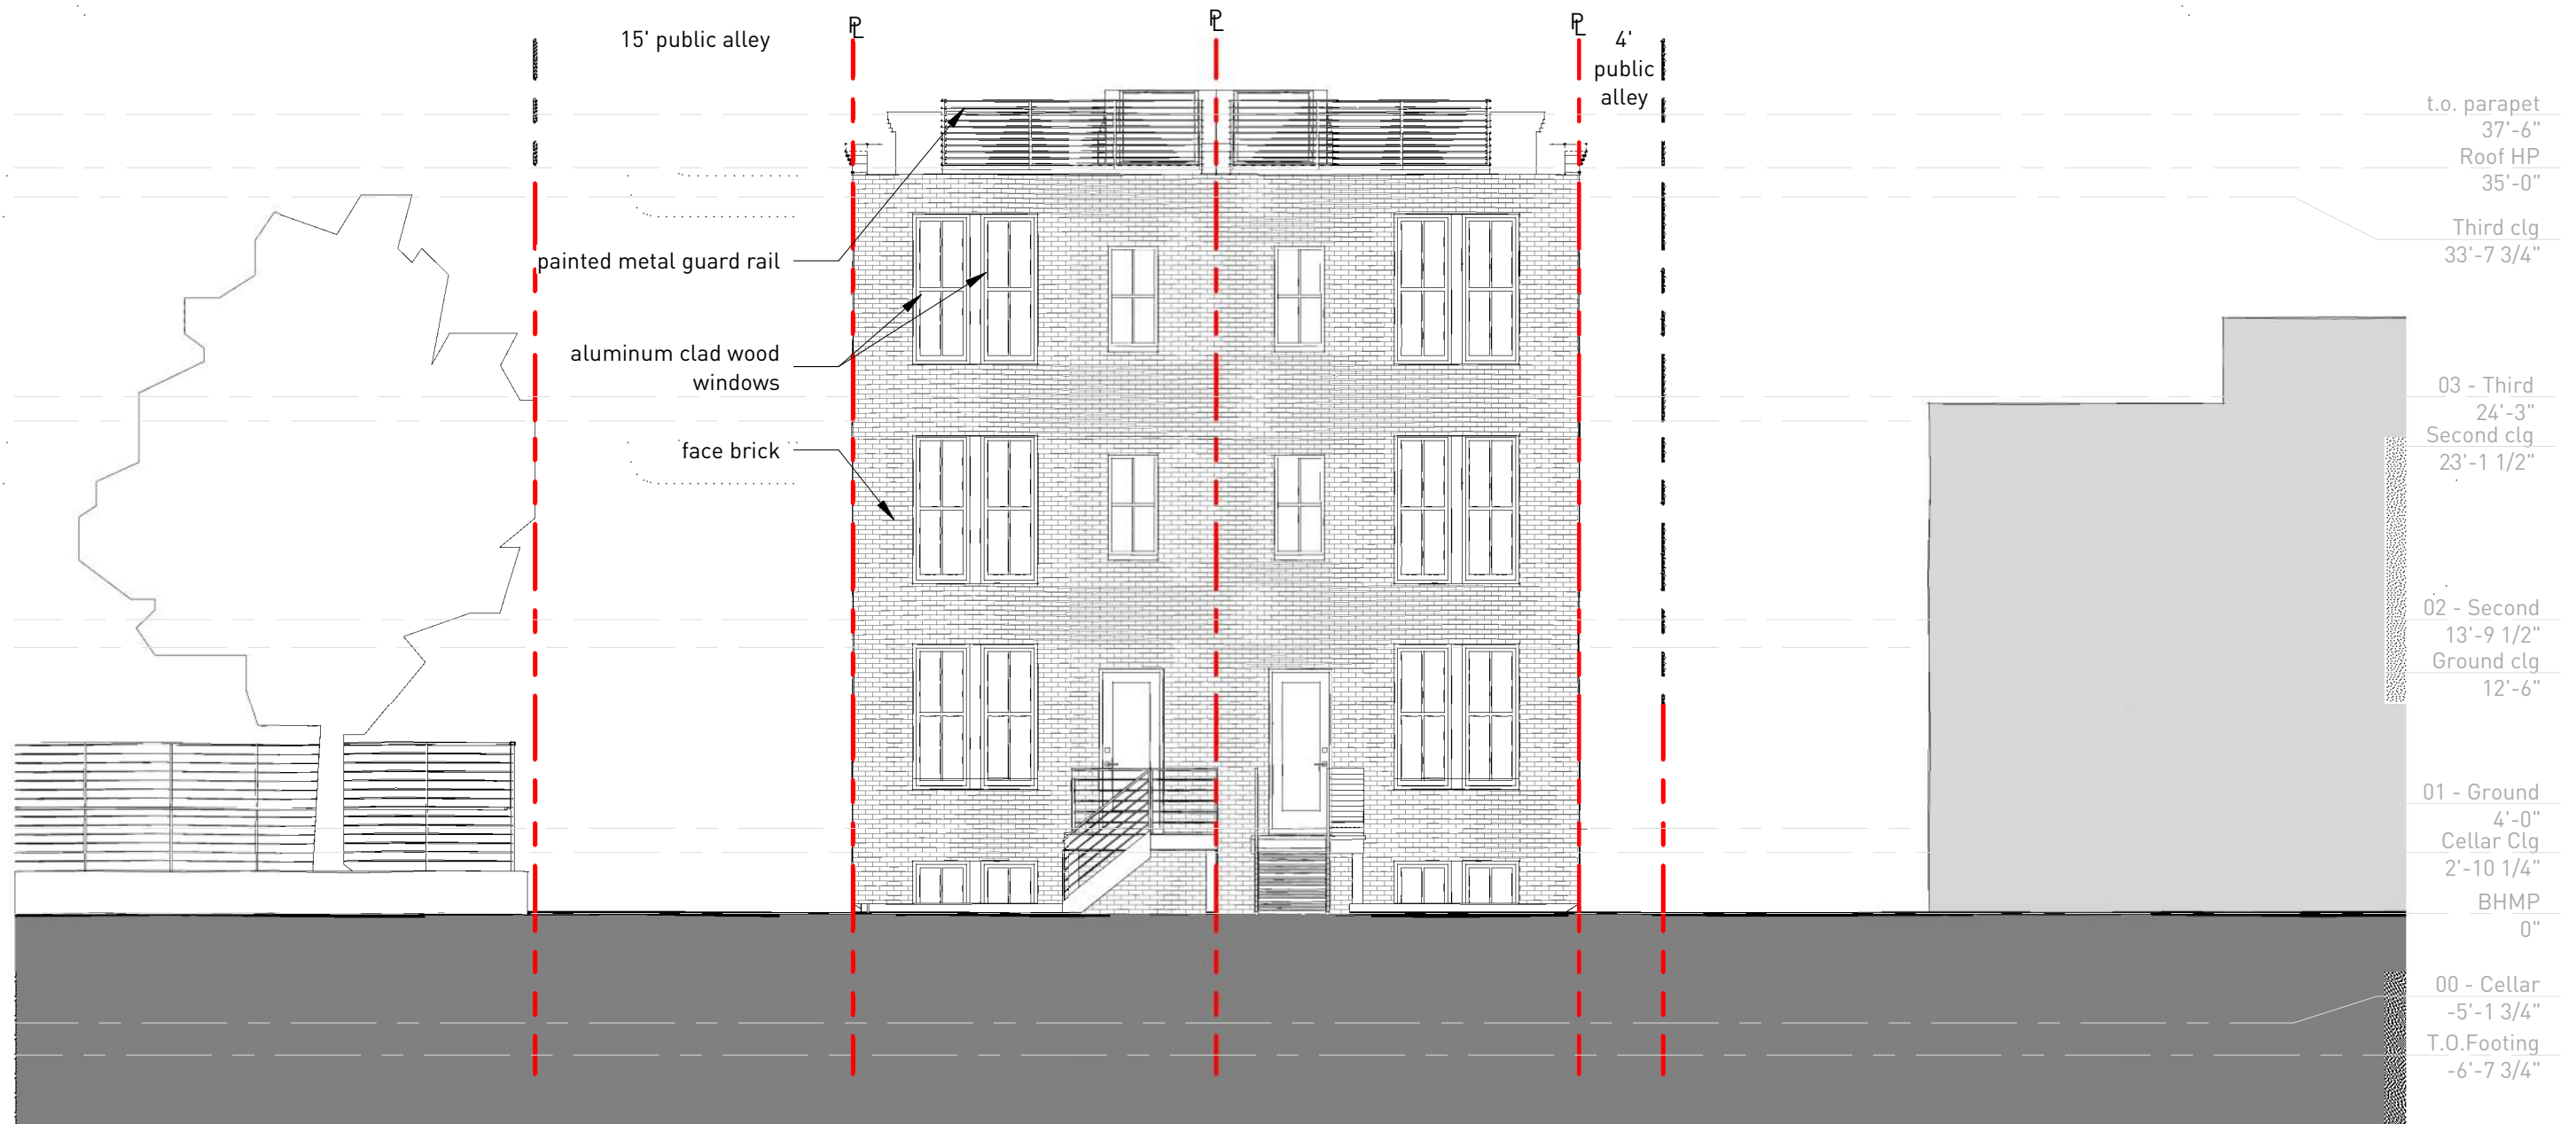 15' public alley
PL
PL
PL
4'
public
alley
painted metal guard rail
aluminum clad wood
windows
face brick
t.o. parapet
37'-6"
Roof HP
35'-0"
Third clg
33'-7 3/4"
03 - Third
24'-3"
Second clg
23'-1 1/2"
02 - Second
13'-9 1/2"
Ground clg
12'-6"
01 - Ground
4'-0"
Cellar Clg
2'-10 1/4"
BHMP
0"
00 - Cellar
-5'-1 3/4"
T.O.Footing
-6'-7 3/4"